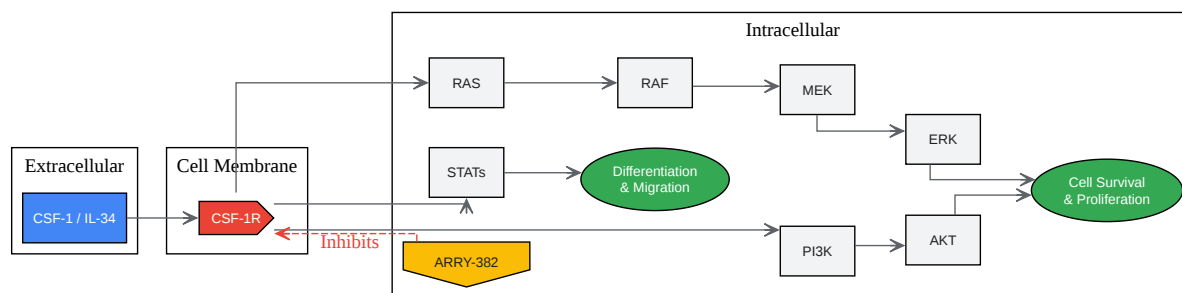 Intracellular
RAS
RAF
MEK
ERK
Extracellular
Cell Membrane
STATs
Differentiation
& Migration
Cell Survival
& Proliferation
CSF-1 / IL-34
CSF-1R
Inhibits
ARRY-382
PI3K
AKT